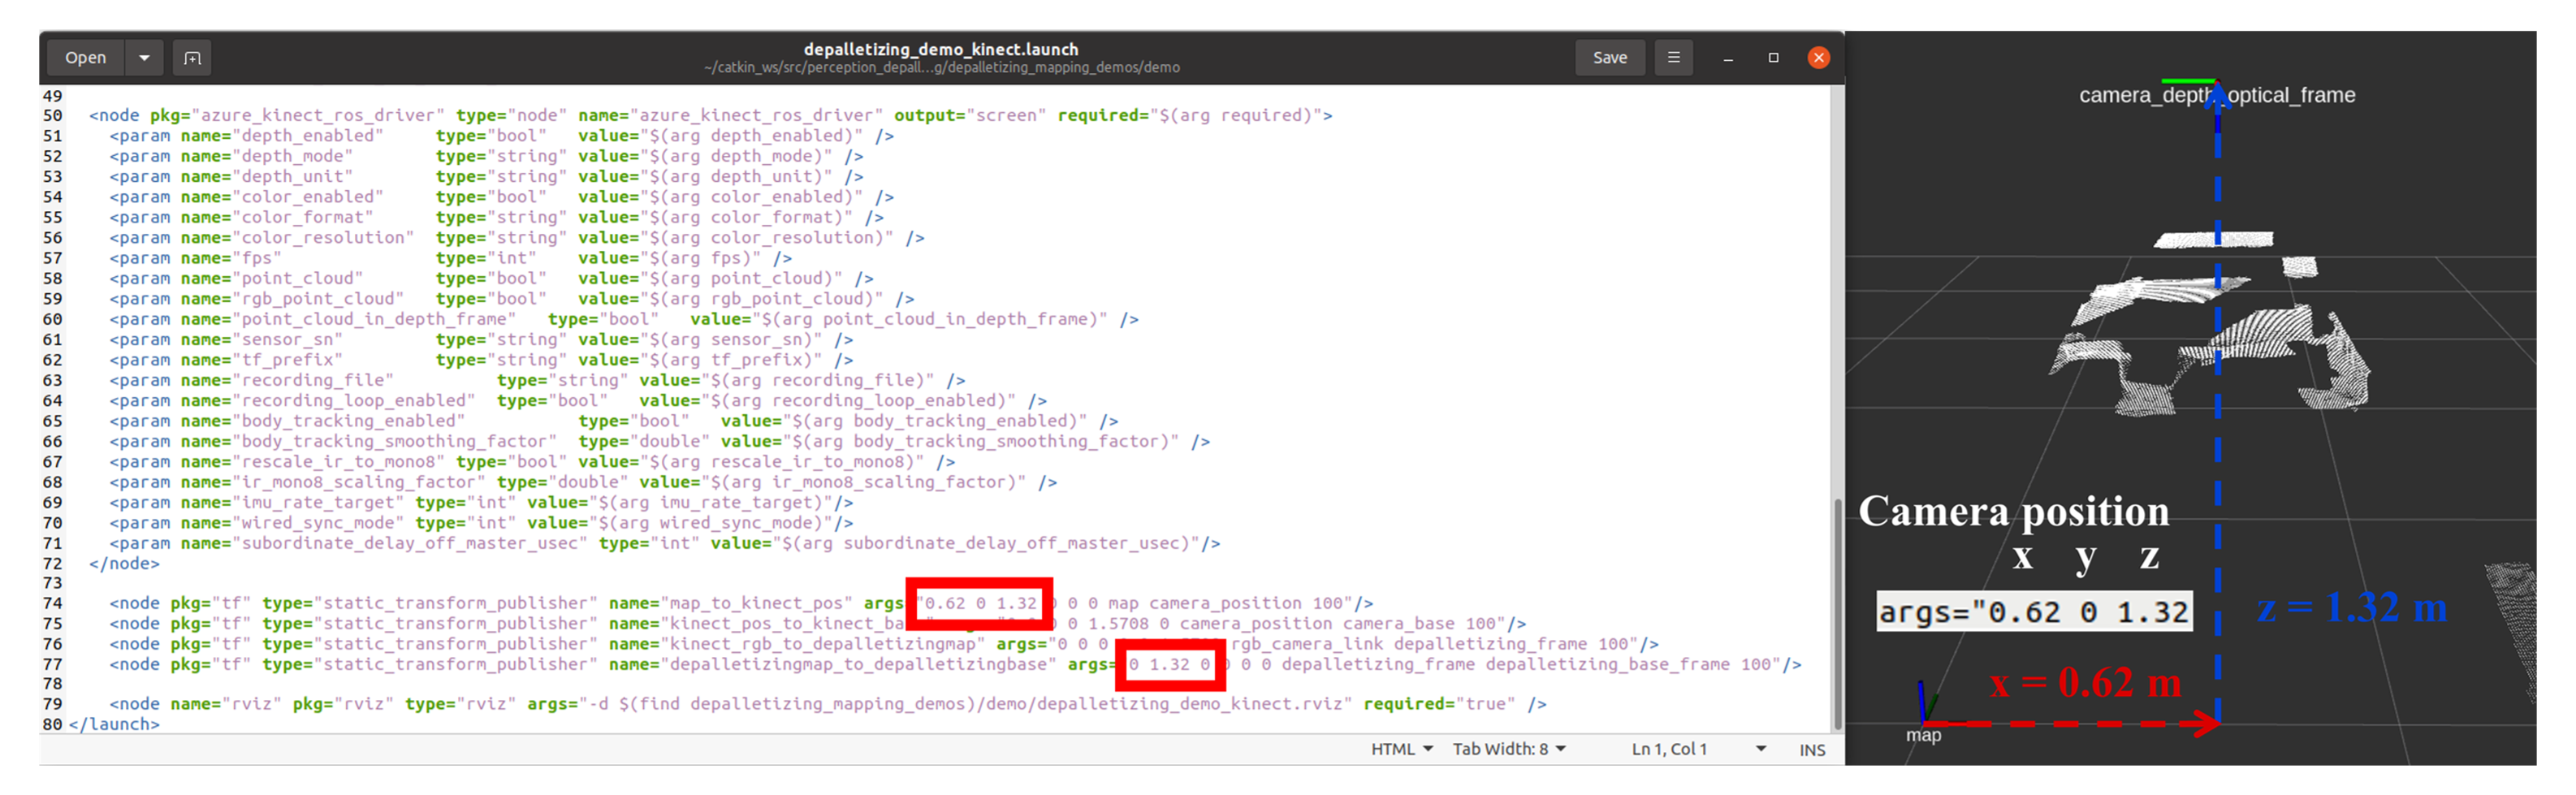 Open
depalletizing_demo_kinect.launch
~/catkin_ws/src/perception_depall...g/depalletizing_mapping_demos/demo
Save
49
50 <node pkg="azure_kinect_ros_driver" type="node" name="azure_kinect_ros_driver" output="screen" required="$(arg required)">
51 <param name="depth_enabled" type="bool" value="$(arg depth_enabled)" />
52 <param name="depth_mode" type="string" value="$(arg depth_mode)" />
53 <param name="depth_unit" type="string" value="$(arg depth_unit)" />
54 <param name="color_enabled" type="bool" value="$(arg color_enabled)" />
55 <param name="color_format" type="string" value="$(arg color_format)" />
56 <param name="color_resolution" type="string" value="$(arg color_resolution)" />
57 <param name="fps" type="int" value="$(arg fps)" />
58 <param name="point_cloud" type="bool" value="$(arg point_cloud)" />
59 <param name="rgb_point_cloud" type="bool" value="$(arg rgb_point_cloud)" />
60 <param name="point_cloud_in_depth_frame" type="bool" value="$(arg point_cloud_in_depth_frame)" />
61 <param name="sensor_sn" type="string" value="$(arg sensor_sn)" />
62 <param name="tf_prefix" type="string" value="$(arg tf_prefix)" />
63 <param name="recording_file" type="string" value="$(arg recording_file)" />
64 <param name="recording_loop_enabled" type="bool" value="$(arg recording_loop_enabled)" />
65 <param name="body_tracking_enabled" type="bool" value="$(arg body_tracking_enabled)" />
66 <param name="body_tracking_smoothing_factor" type="double" value="$(arg body_tracking_smoothing_factor)" />
67 <param name="rescale_ir_to_mono8" type="bool" value="$(arg rescale_ir_to_mono8)" />
68 <param name="ir_mono8_scaling_factor" type="double" value="$(arg ir_mono8_scaling_factor)" />
69 <param name="imu_rate_target" type="int" value="$(arg imu_rate_target)"/>
70 <param name="wired_sync_mode" type="int" value="$(arg wired_sync_mode)"/>
71 <param name="subordinate_delay_off_master_usec" type="int" value="$(arg subordinate_delay_off_master_usec)"/>
72 </node>
73
74 <node pkg="tf" type="static_transform_publisher" name="map_to_kinect_pos" args "0.62 0 1.32 0 0 0 map camera_position 100"/>
75 <node pkg="tf" type="static_transform_publisher" name="kinect_pos_to_kinect_ba 0 0 1.5708 0 camera_position camera_base 100"/>
76 <node pkg="tf" type="static_transform_publisher" name="kinect_rgb_to_depalletizingmap" args="0 0 0 rgb_camera_link depalletizing_frame 100"/>
77 <node pkg="tf" type="static_transform_publisher" name="depalletizingmap_to_depalletizingbase" args= 0 1.32 0 0 0 0 depalletizing_frame depalletizing_base_frame 100"/>
78
79 <node name="rviz" pkg="rviz" type="rviz" args="-d $(find depalletizing_mapping_demos)/demo/depalletizing_demo_kinect.rviz" required="true" />
80 </launch>
HTML Tab Width: 8 Ln 1, Col 1 INS
camera_depth_optical_frame
Camera position
x y z
args="0.62 0 1.32
z = 1.32 m
x = 0.62 m
map